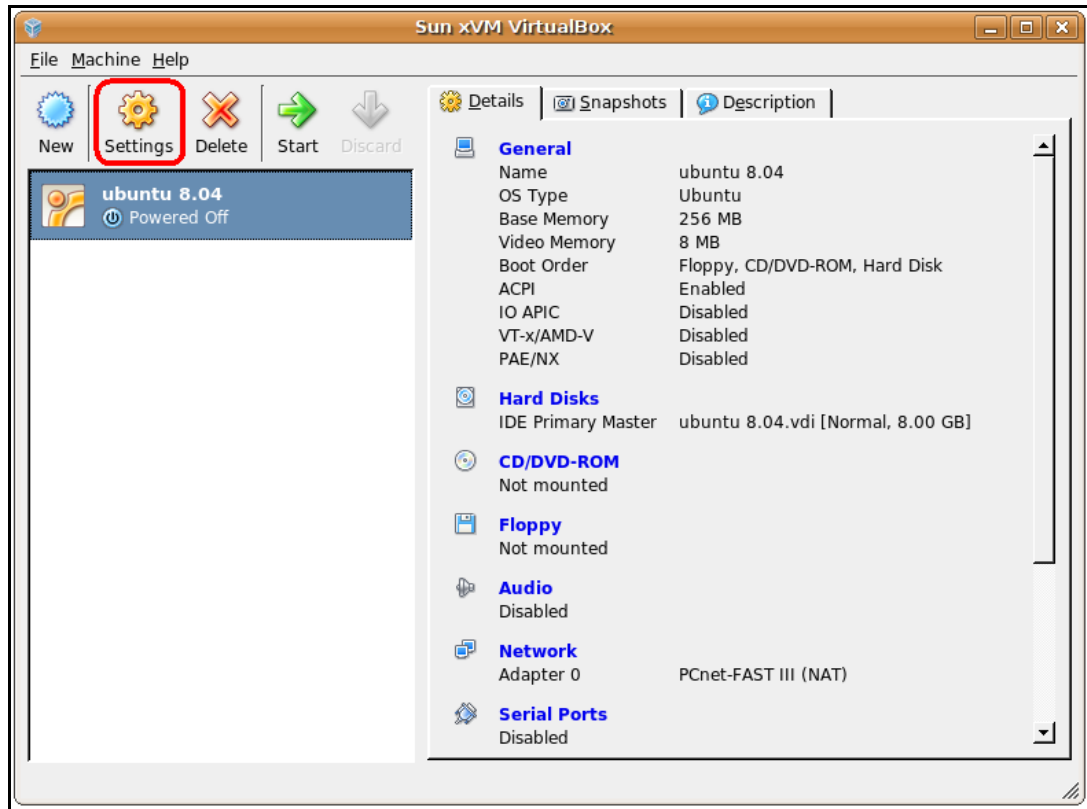 Sun xVM VirtualBox
File Machine Help
New Settings Delete Start Discard
Details Snapshots Description
ubuntu 8.04
Powered Off
General
Name ubuntu 8.04
OS Type Ubuntu
Base Memory 256 MB
Video Memory 8 MB
Boot Order Floppy, CD/DVD-ROM, Hard Disk
ACPI Enabled
IO APIC Disabled
VT-x/AMD-V Disabled
PAE/NX Disabled
Hard Disks
IDE Primary Master ubuntu 8.04.vdi [Normal, 8.00 GB]
CD/DVD-ROM
Not mounted
Floppy
Not mounted
Audio
Disabled
Network
Adapter 0 PCnet-FAST III (NAT)
Serial Ports
Disabled